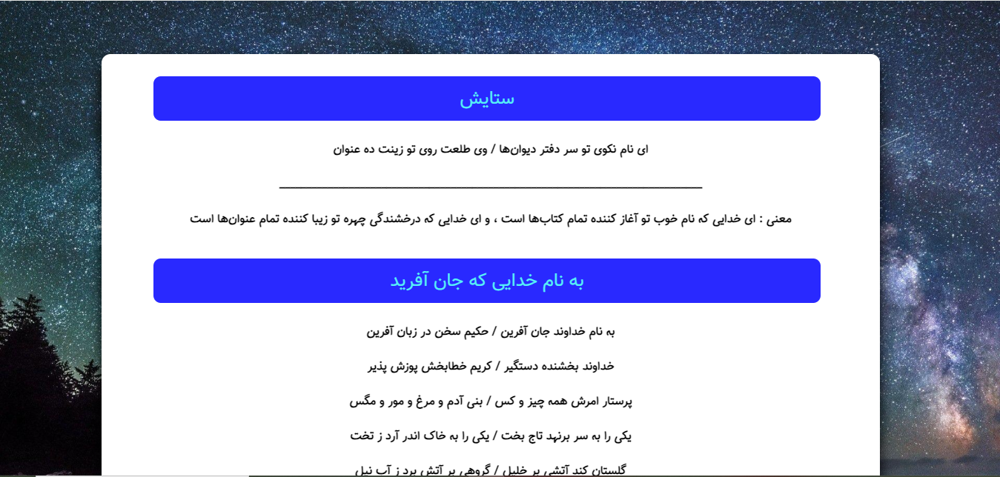 ستایش
ای نام نکوی تو سر دفتر دیوان‌ها / وی طلعت روی تو زینت ده عنوان
معنی : ای خدایی که نام خوب تو آغاز کننده تمام کتاب‌ها است ، و ای خدایی که درخشندگی چهره تو زیبا کننده تمام عنوان‌ها است
به نام خدایی که جان آفرید
به نام خداوند جان آفرین / حکیم سخن در زبان آفرین
خداوند بخشنده دستگیر / کریم خطابخش پوزش پذیر
پرستار امرش همه چیز و کس / بنی آدم و مرغ و مور و مگس
یکی را به سر برنهد تاج بخت / یکی را به خاک اندر آرد ز تخت
گلستان کند آتشی بر خلیل / گروهی بر آتش برد ز آب نیل